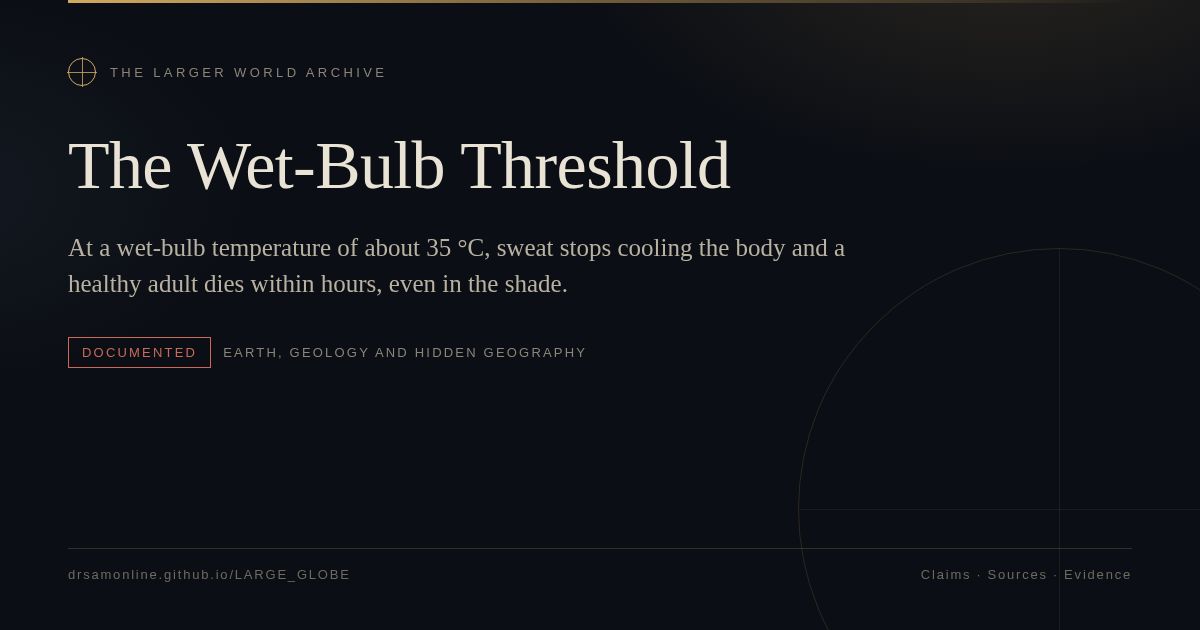 THE LARGER WORLD ARCHIVE
The Wet-Bulb Threshold
At a wet-bulb temperature of about 35 °C, sweat stops cooling the body and a
healthy adult dies within hours, even in the shade.
DOCUMENTED EARTH, GEOLOGY AND HIDDEN GEOGRAPHY
drsamonline.github.io/LARGE_GLOBE Claims · Sources · Evidence